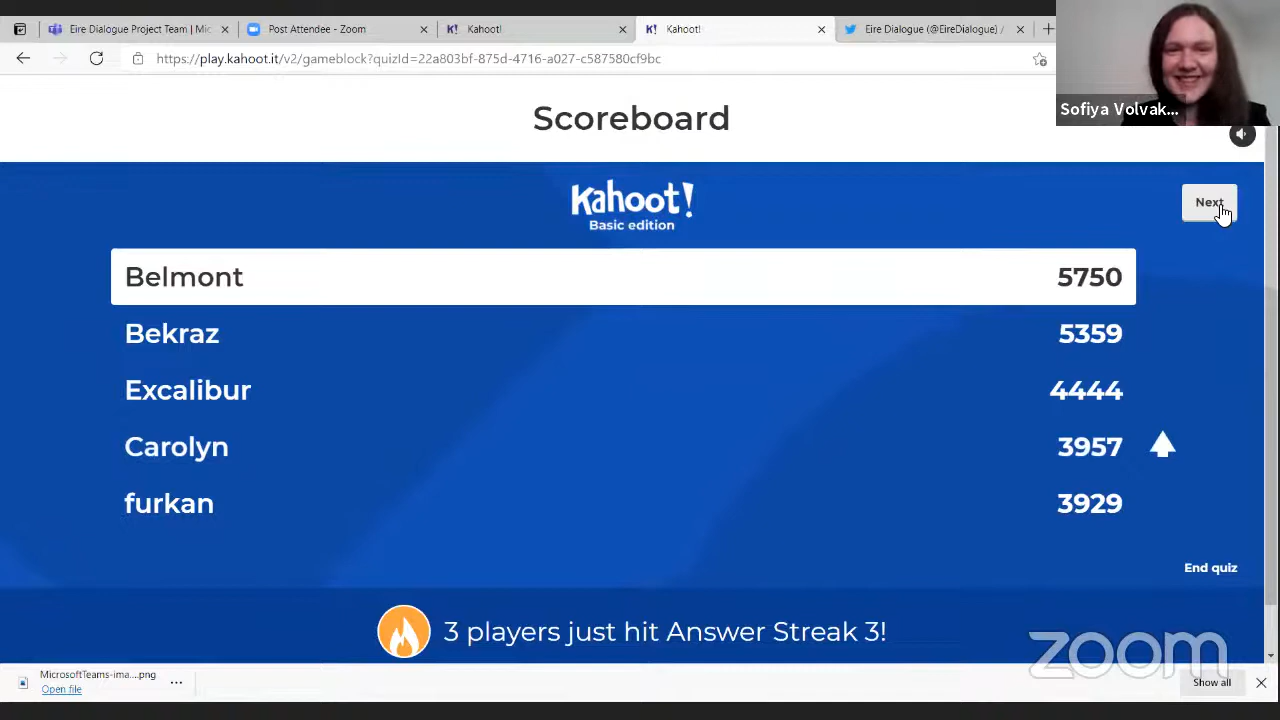 Eire Dialogue Project Team | Mic
Post Attendee - Zoom
Kahoot!
Kahoot!
Eire Dialogue (@EireDialogue) /
https://play.kahoot.it/v2/gameblock?quizId=22a803bf-875d-4716-a027-c587580cf9bc
Sofiya Volvak...
Scoreboard
Kahoot!
Basic edition
Next
Belmont 5750
Bekraz 5359
Excalibur 4444
Carolyn 3957
furkan 3929
End quiz
3 players just hit Answer Streak 3!
zoom
MicrosoftTeams-ima....png
Open file
Show all